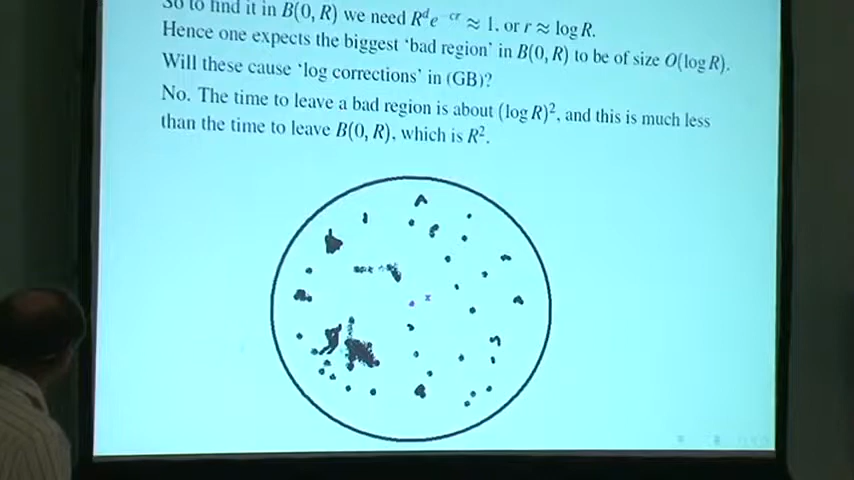 So to find it in B(0, R) we need R^d e^{-cr} ≈ 1, or r ≈ log R.
Hence one expects the biggest 'bad region' in B(0, R) to be of size O(log R).
Will these cause 'log corrections' in (GB)?
No. The time to leave a bad region is about (log R)², and this is much less
than the time to leave B(0, R), which is R².
x